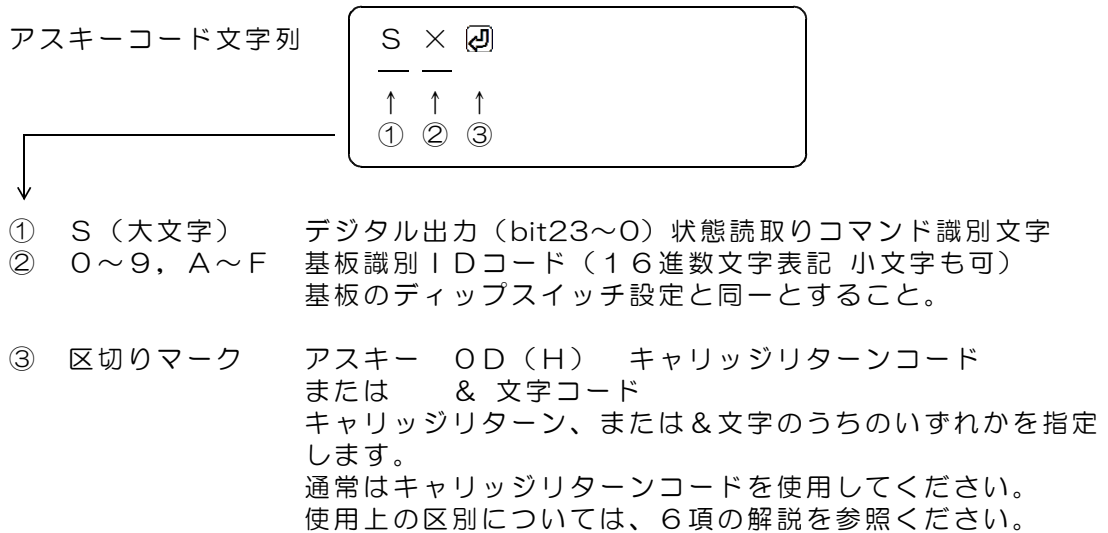 アスキーコード文字列
S × ⏎
↑ ↑ ↑
① ② ③
① S（大文字） デジタル出力（bit23～0）状態読取りコマンド識別文字
② 0～9，A～F 基板識別IDコード（16進数文字表記 小文字も可）
基板のディップスイッチ設定と同一とすること。
③ 区切りマーク アスキー 0D（H） キャリッジリターンコード
または & 文字コード
キャリッジリターン、または＆文字のうちのいずれかを指定
します。
通常はキャリッジリターンコードを使用してください。
使用上の区別については、6項の解説を参照ください。